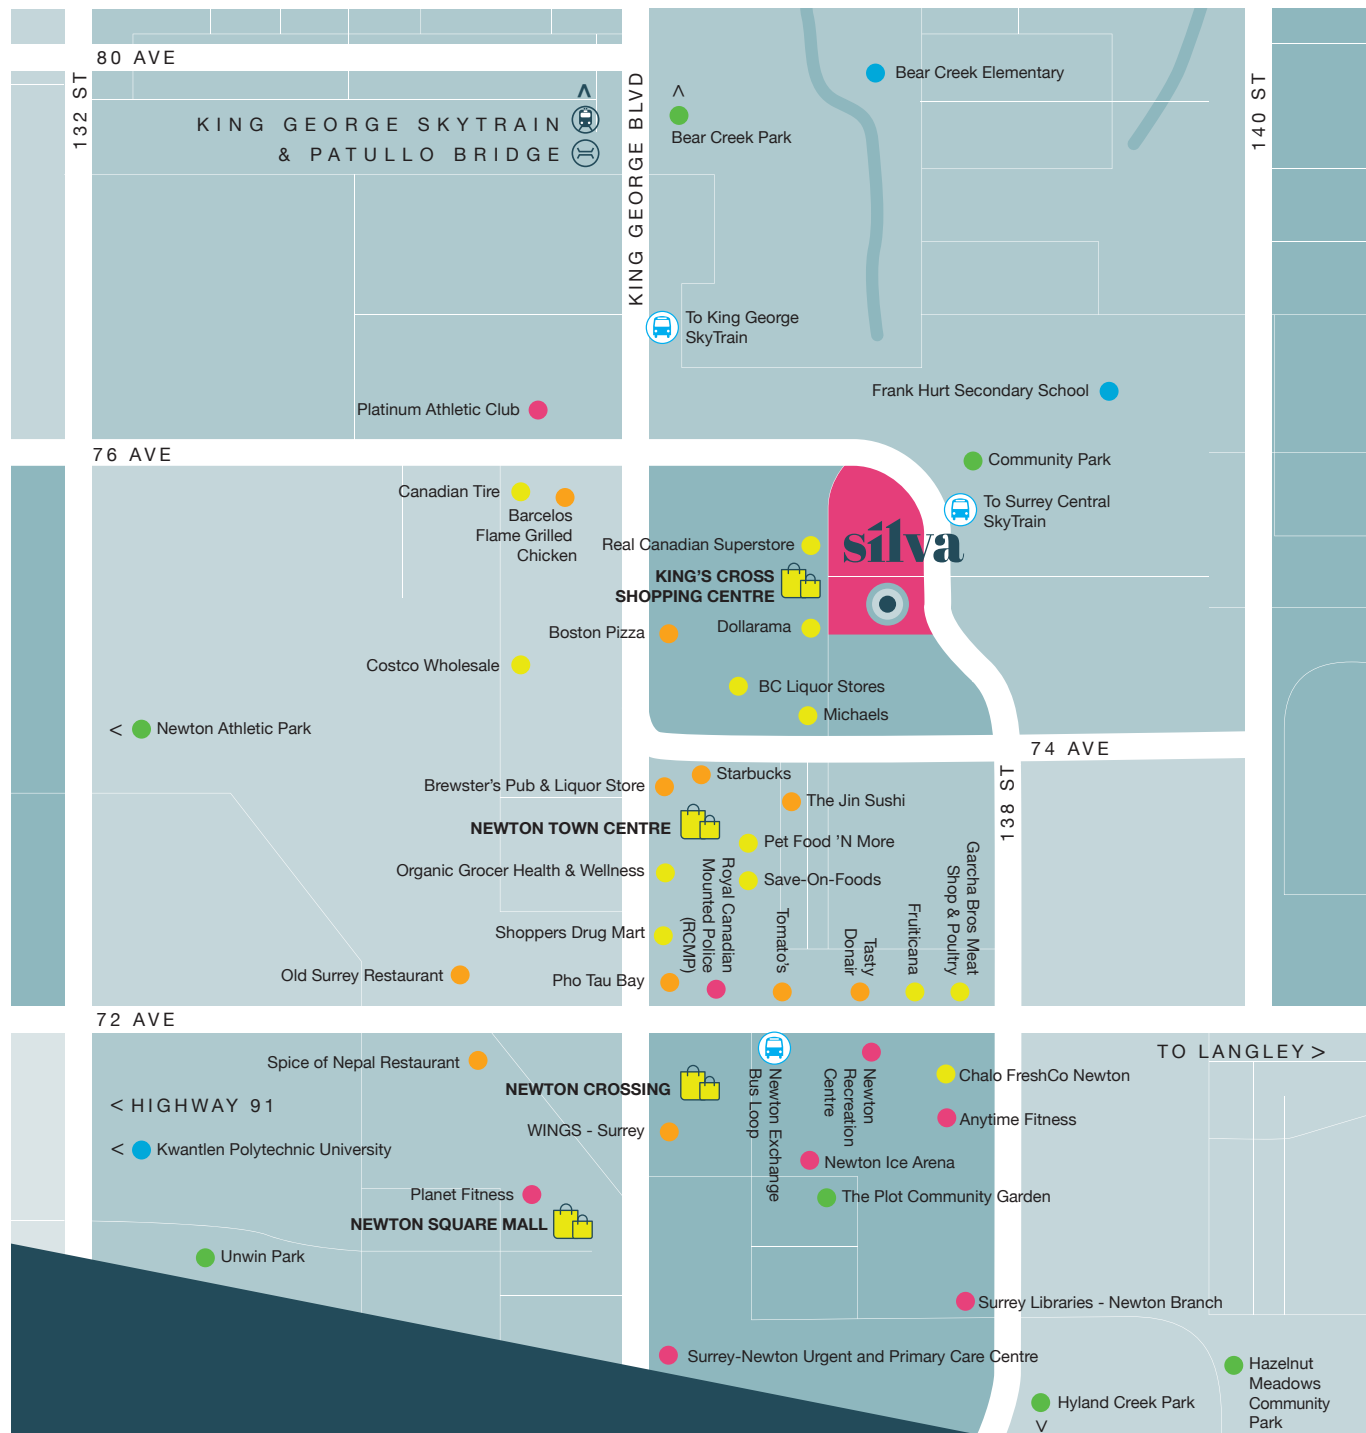 80 AVE
132 ST
KING GEORGE BLVD
140 ST
KING GEORGE SKYTRAIN
& PATULLO BRIDGE
Bear Creek Elementary
Bear Creek Park
To King George
SkyTrain
Frank Hurt Secondary School
Platinum Athletic Club
76 AVE
Community Park
To Surrey Central
SkyTrain
Canadian Tire
Barcelos
Flame Grilled
Chicken
Real Canadian Superstore
silva
KING'S CROSS
SHOPPING CENTRE
Boston Pizza
Dollarama
Costco Wholesale
BC Liquor Stores
Michaels
< Newton Athletic Park
74 AVE
138 ST
Starbucks
Brewster's Pub & Liquor Store
The Jin Sushi
NEWTON TOWN CENTRE
Pet Food 'N More
Organic Grocer Health & Wellness
Save-On-Foods
Royal Canadian
Mounted Police
(RCMP)
Tomato's
Tasty
Donair
Fruiticana
Garcha Bros Meat
Shop & Poultry
Shoppers Drug Mart
Old Surrey Restaurant
Pho Tau Bay
72 AVE
Spice of Nepal Restaurant
NEWTON CROSSING
Newton Exchange
Bus Loop
Newton
Recreation
Centre
Chalo FreshCo Newton
TO LANGLEY >
< HIGHWAY 91
WINGS - Surrey
Anytime Fitness
< Kwantlen Polytechnic University
Newton Ice Arena
Planet Fitness
The Plot Community Garden
NEWTON SQUARE MALL
Unwin Park
Surrey Libraries - Newton Branch
Surrey-Newton Urgent and Primary Care Centre
Hyland Creek Park
Hazelnut
Meadows
Community
Park